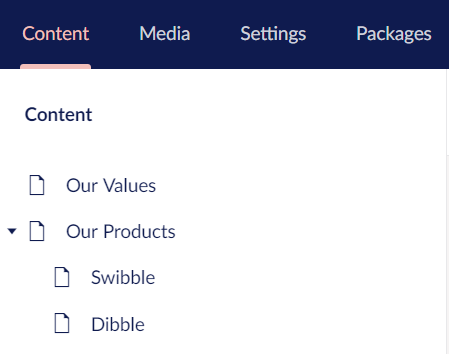 Content Media Settings Packages
Content
Our Values
Our Products
Swibble
Dibble